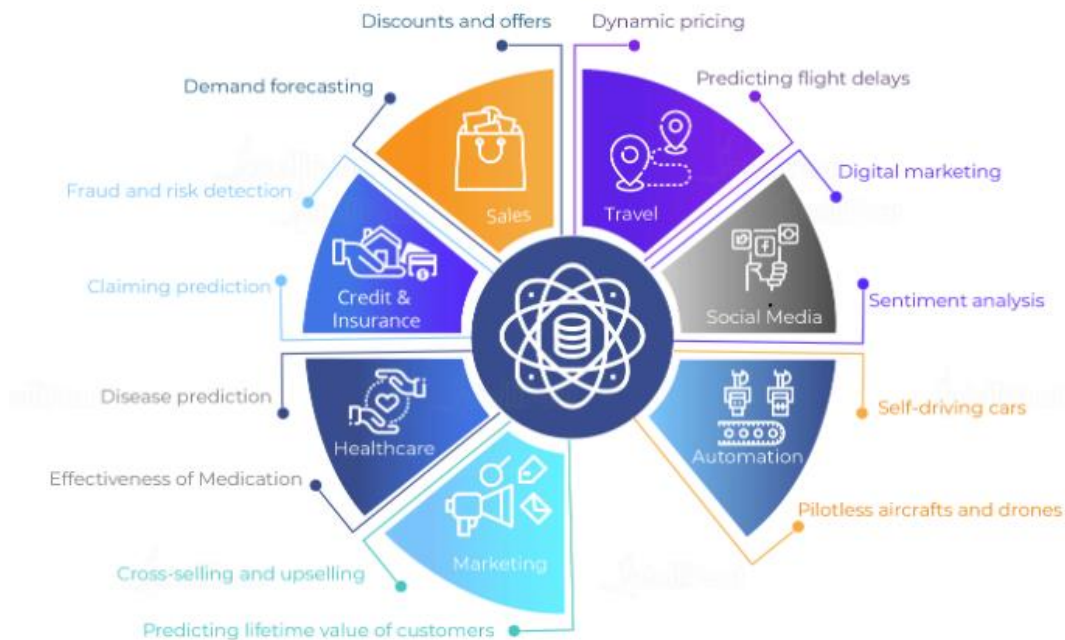 Discounts and offers
Dynamic pricing
Demand forecasting
Predicting flight delays
Fraud and risk detection
Digital marketing
Sales
Travel
Claiming prediction
Credit &
Insurance
Social Media
Sentiment analysis
Disease prediction
Healthcare
Automation
Self-driving cars
Effectiveness of Medication
Pilotless aircrafts and drones
Marketing
Cross-selling and upselling
Predicting lifetime value of customers